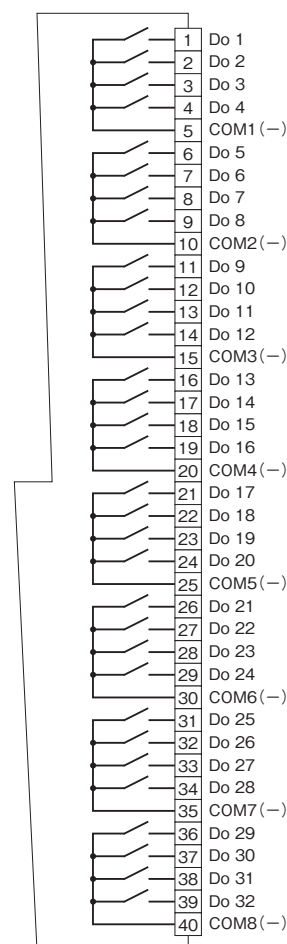 1 Do 1
2 Do 2
3 Do 3
4 Do 4
5 COM1(−)
6 Do 5
7 Do 6
8 Do 7
9 Do 8
10 COM2(−)
11 Do 9
12 Do 10
13 Do 11
14 Do 12
15 COM3(−)
16 Do 13
17 Do 14
18 Do 15
19 Do 16
20 COM4(−)
21 Do 17
22 Do 18
23 Do 19
24 Do 20
25 COM5(−)
26 Do 21
27 Do 22
28 Do 23
29 Do 24
30 COM6(−)
31 Do 25
32 Do 26
33 Do 27
34 Do 28
35 COM7(−)
36 Do 29
37 Do 30
38 Do 31
39 Do 32
40 COM8(−)